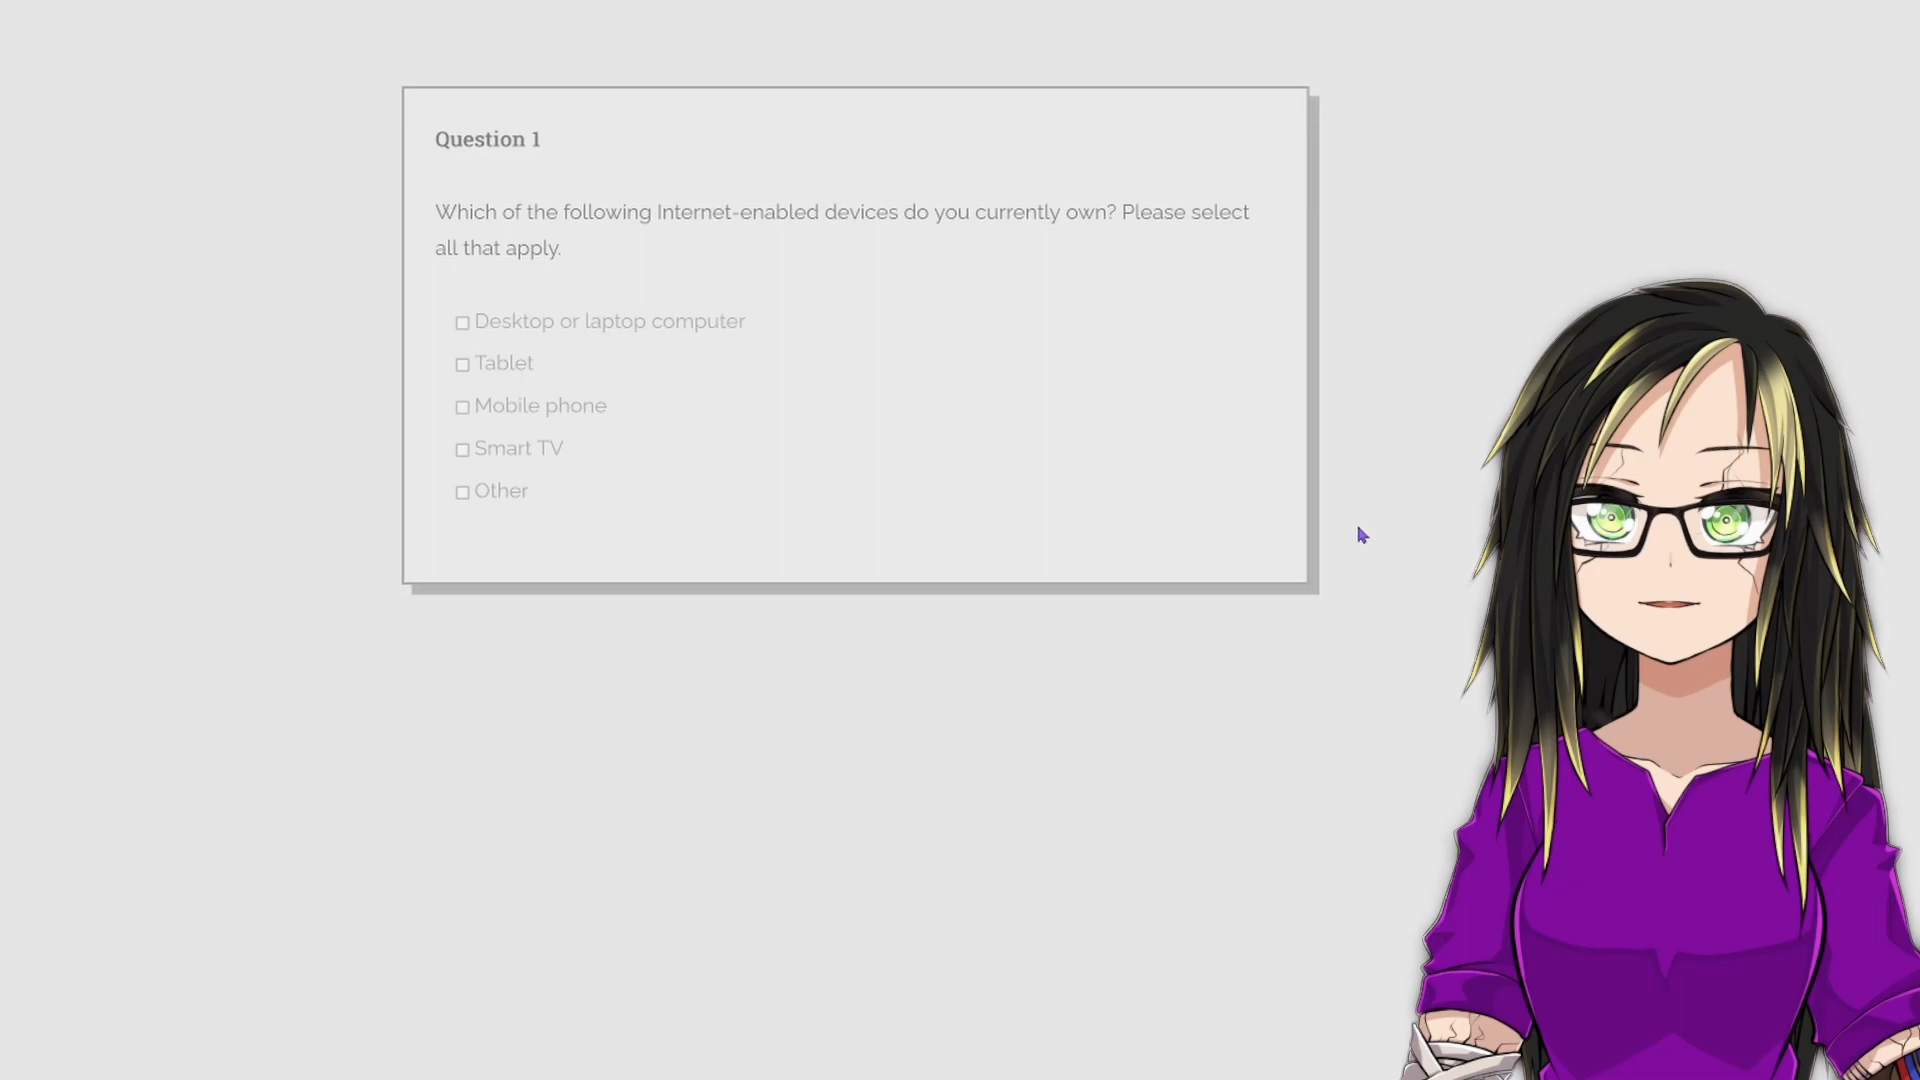 Question 1
Which of the following Internet-enabled devices do you currently own? Please select
all that apply.
Desktop or laptop computer
Tablet
Mobile phone
Smart TV
Other